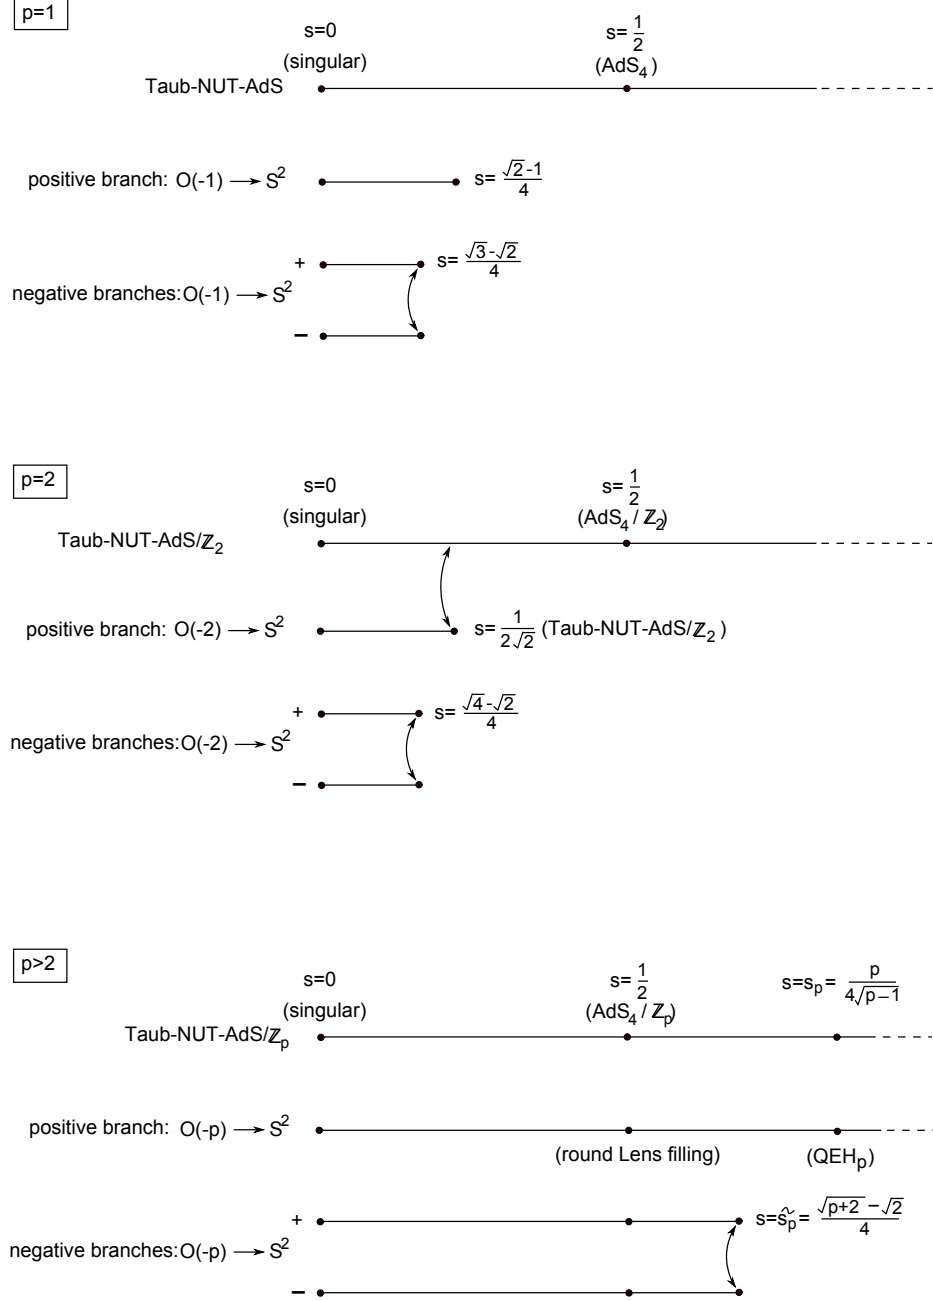 p=1
s=0
(singular)
s= 1/2
(AdS₄)
Taub-NUT-AdS
positive branch: O(-1) → S²
s= (√2-1)/4
+
s= (√3-√2)/4
negative branches:O(-1) → S²
−
p=2
s=0
(singular)
s= 1/2
(AdS₄/ℤ₂)
Taub-NUT-AdS/ℤ₂
positive branch: O(-2) → S²
s= 1/(2√2) (Taub-NUT-AdS/ℤ₂)
+
s= (√4-√2)/4
negative branches:O(-2) → S²
−
p>2
s=0
(singular)
s= 1/2
(AdS₄/ℤₚ)
s=sₚ= p/(4√(p−1))
Taub-NUT-AdS/ℤₚ
positive branch: O(-p) → S²
(round Lens filling)
(QEHₚ)
+
s=s̃ₚ= (√(p+2) −√2)/4
negative branches:O(-p) → S²
−